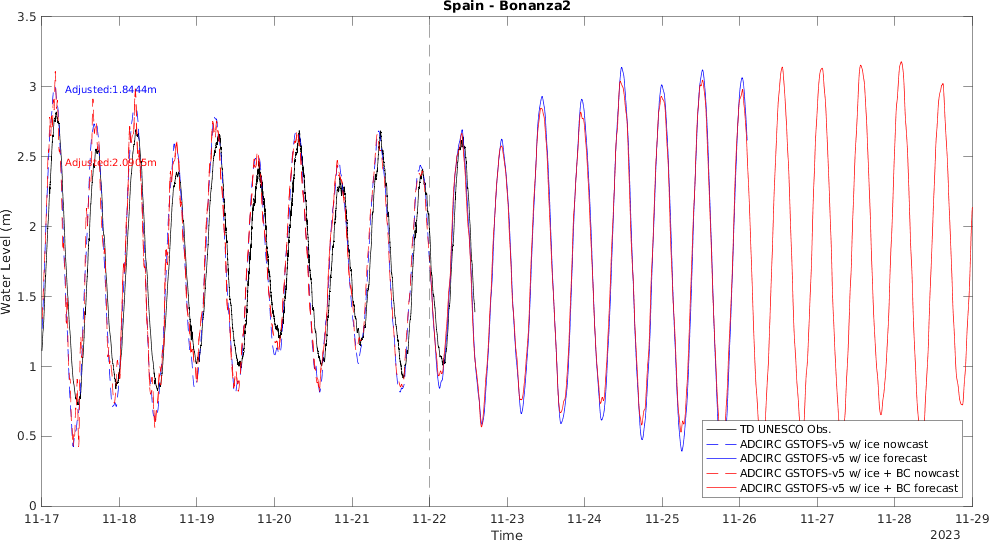 Spain - Bonanza2
3.5
3
2.5
2
1.5
1
0.5
0
Water Level (m)
Adjusted:1.8444m
Adjusted:2.0905m
TD UNESCO Obs.
ADCIRC GSTOFS-v5 w/ ice nowcast
ADCIRC GSTOFS-v5 w/ ice forecast
ADCIRC GSTOFS-v5 w/ ice + BC nowcast
ADCIRC GSTOFS-v5 w/ ice + BC forecast
11-17 11-18 11-19 11-20 11-21 11-22 11-23 11-24 11-25 11-26 11-27 11-28 11-29
Time
2023